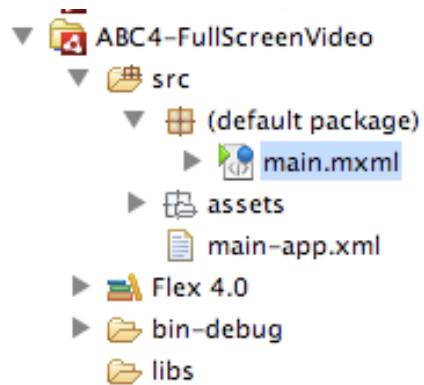 ABC4-FullScreenVideo
src
(default package)
main.mxml
assets
main-app.xml
Flex 4.0
bin-debug
libs